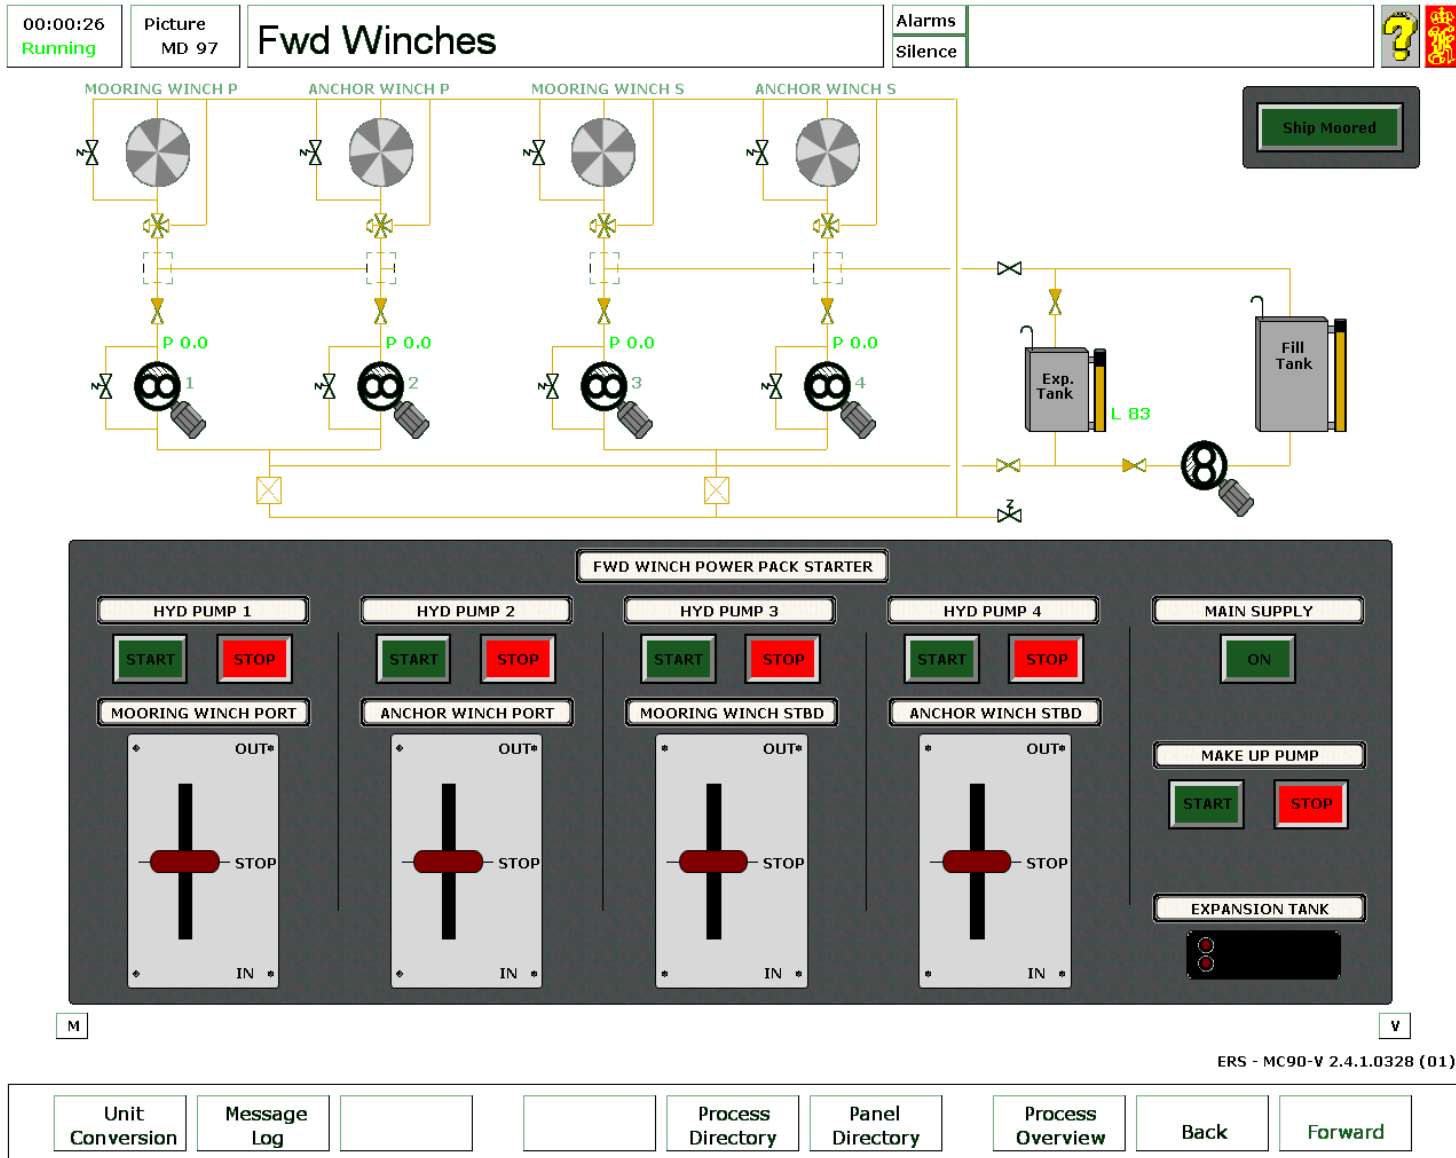 00:00:26
Running
Picture
MD 97
Fwd Winches
Alarms
Silence
MOORING WINCH P
ANCHOR WINCH P
MOORING WINCH S
ANCHOR WINCH S
Ship Moored
P 0.0
P 0.0
P 0.0
P 0.0
1
2
3
4
Exp.
Tank
L 83
Fill
Tank
FWD WINCH POWER PACK STARTER
HYD PUMP 1
HYD PUMP 2
HYD PUMP 3
HYD PUMP 4
MAIN SUPPLY
START
STOP
START
STOP
START
STOP
START
STOP
ON
MOORING WINCH PORT
ANCHOR WINCH PORT
MOORING WINCH STBD
ANCHOR WINCH STBD
OUT
STOP
IN
OUT
STOP
IN
OUT
STOP
IN
OUT
STOP
IN
MAKE UP PUMP
START
STOP
EXPANSION TANK
M
V
ERS - MC90-V 2.4.1.0328 (01)
Unit
Conversion
Message
Log
Process
Directory
Panel
Directory
Process
Overview
Back
Forward